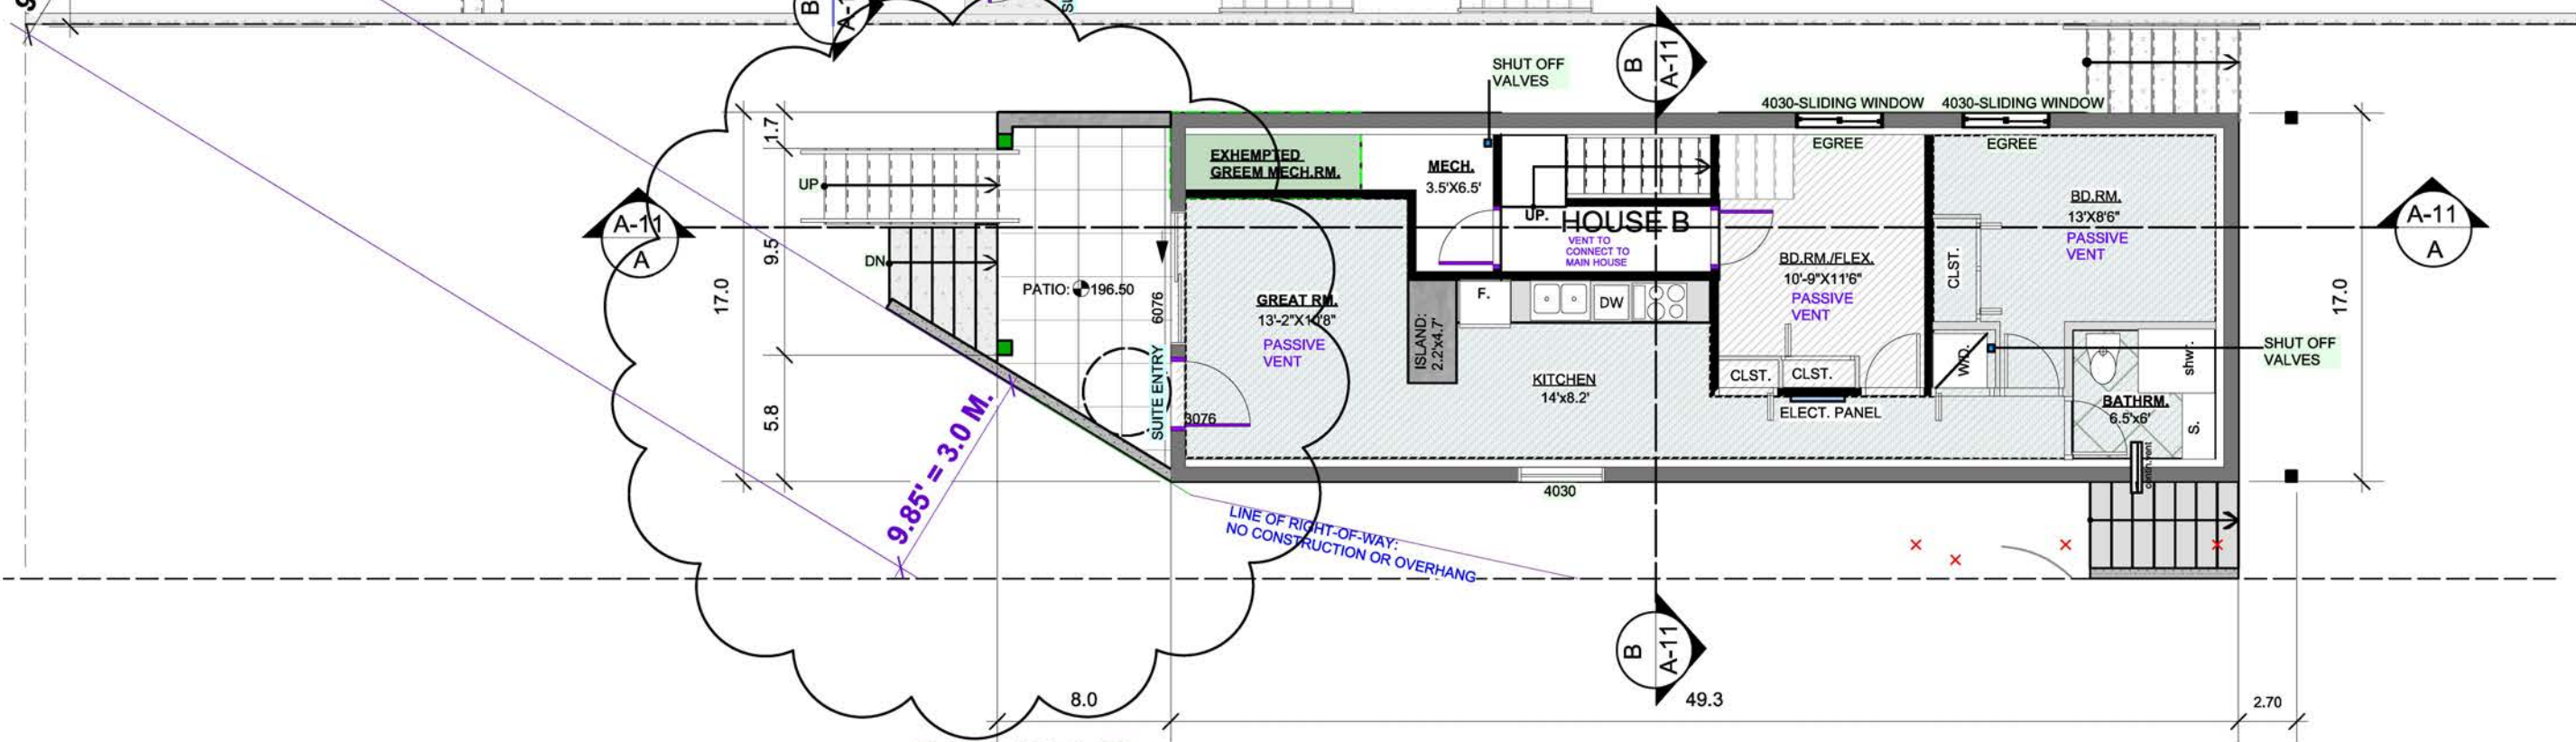 B
A-11
SHUT OFF
VALVES
B
A-11
4030-SLIDING WINDOW
4030-SLIDING WINDOW
EGREE
EGREE
1.7
9.5
17.0
5.8
UP
DN
A-11
A
EXHEMPTED
GREEM MECH.RM.
MECH.
3.5'X6.5'
UP.
HOUSE B
VENT TO
CONNECT TO
MAIN HOUSE
BD.RM.
13'X8'6"
PASSIVE
VENT
A-11
A
BD.RM./FLEX.
10'-9"X11'6"
PASSIVE
VENT
CLST.
17.0
PATIO:
196.50
6076
GREAT RM.
PASSIVE
VENT
ISLAND:
2.2'x4.7'
F.
DW
SUITE ENTRY
3076
KITCHEN
14'x8.2'
CLST.
CLST.
ELECT. PANEL
W/D.
shwr.
SHUT OFF
VALVES
BATHRM.
6.5'x6'
S.
9.85' = 3.0 M.
4030
LINE OF RIGHT-OF-WAY:
NO CONSTRUCTION OR OVERHANG
B
A-11
8.0
49.3
2.70